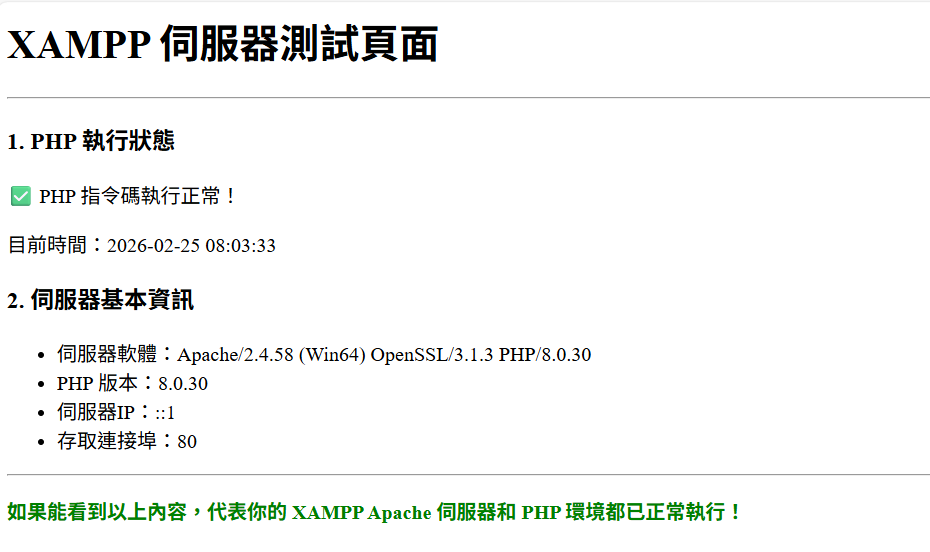 XAMPP 伺服器測試頁面
1. PHP 執行狀態
✅ PHP 指令碼執行正常！
目前時間：2026-02-25 08:03:33
2. 伺服器基本資訊
• 伺服器軟體：Apache/2.4.58 (Win64) OpenSSL/3.1.3 PHP/8.0.30
• PHP 版本：8.0.30
• 伺服器IP：::1
• 存取連接埠：80
如果能看到以上內容，代表你的 XAMPP Apache 伺服器和 PHP 環境都已正常執行！